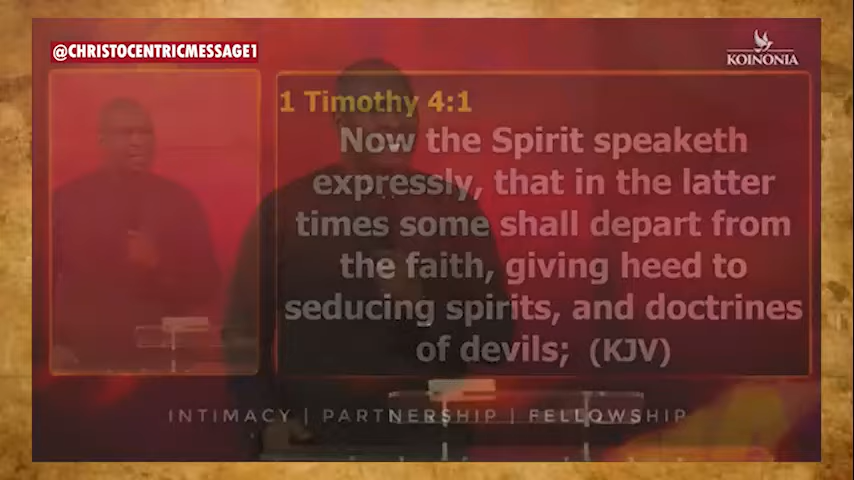 @CHRISTOCENTRICMESSAGE1
KOINONIA
1 Timothy 4:1
Now the Spirit speaketh
expressly, that in the latter
times some shall depart from
the faith, giving heed to
seducing spirits, and doctrines
of devils; (KJV)
INTIMACY | PARTNERSHIP | FELLOWSHIP